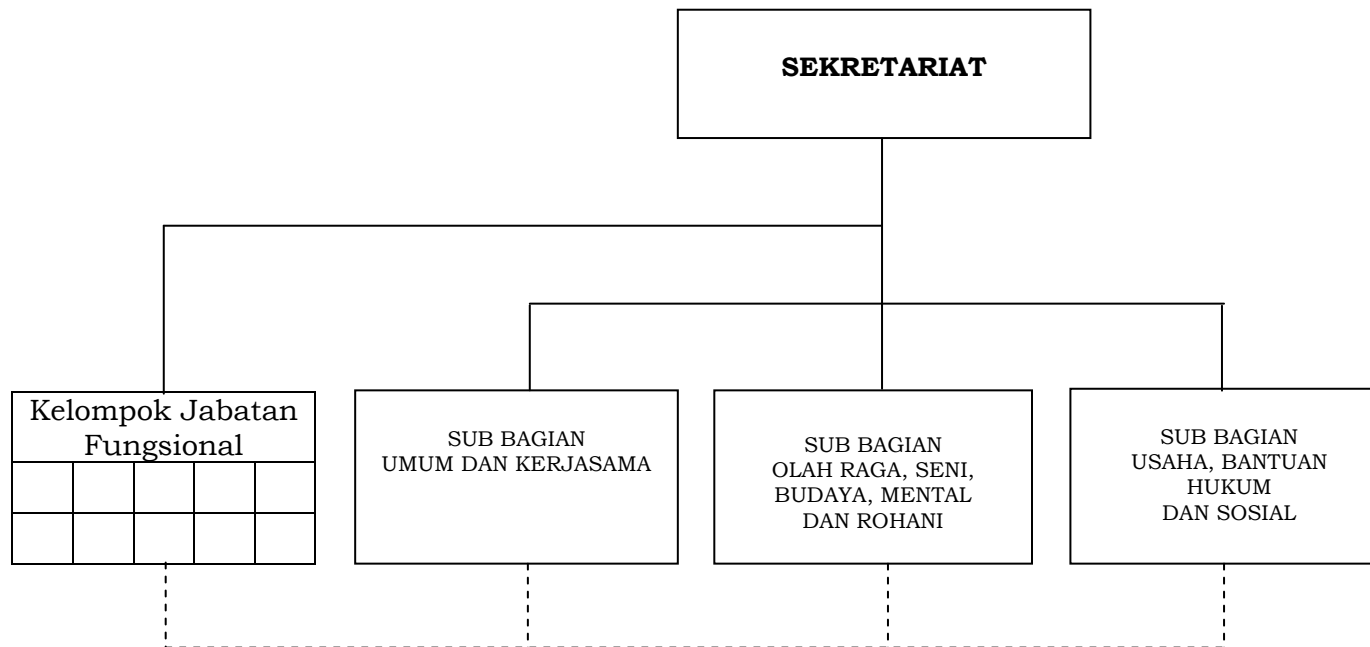 SEKRETARIAT
Kelompok Jabatan
Fungsional
SUB BAGIAN
UMUM DAN KERJASAMA
SUB BAGIAN
OLAH RAGA, SENI,
BUDAYA, MENTAL
DAN ROHANI
SUB BAGIAN
USAHA, BANTUAN
HUKUM
DAN SOSIAL